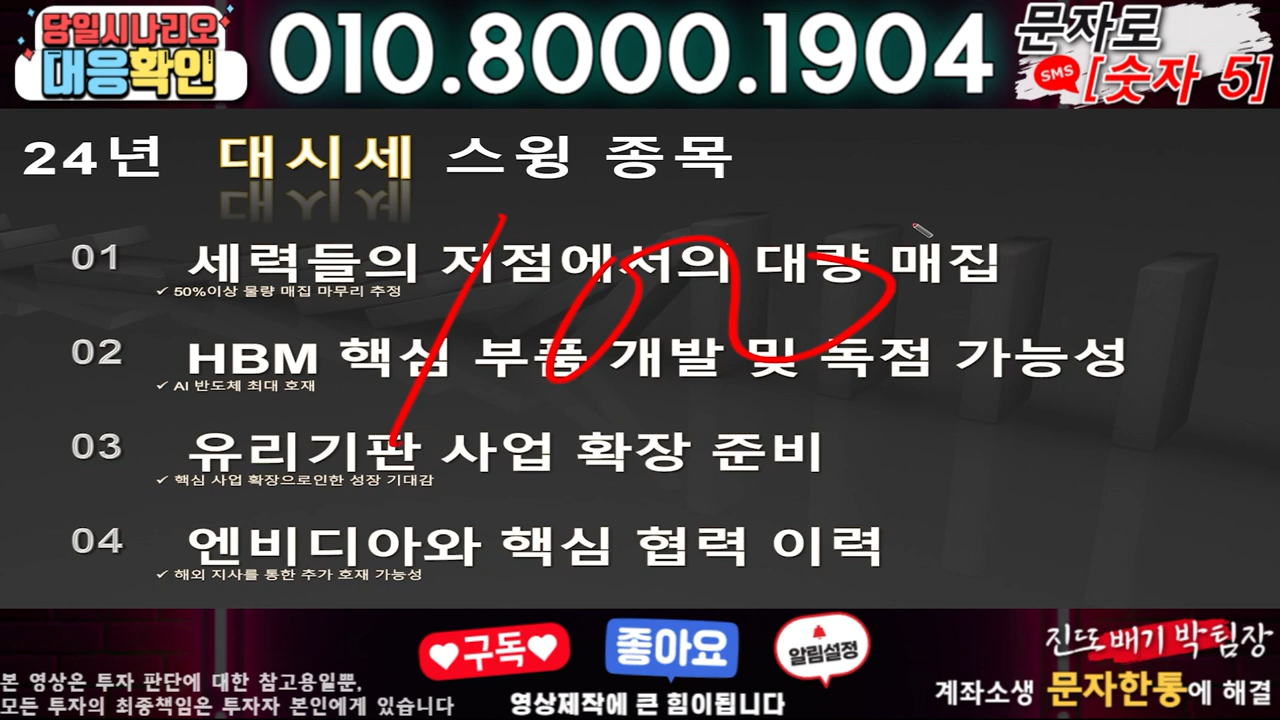 당일시나리오
대응확인
010.8000.1904
문자로
SMS
[숫자 5]
24년 대시세 스윙 종목
01 세력들의 저점에서의 대량 매집
✓ 50%이상 물량 매집 마무리 추정
02 HBM 핵심 부품 개발 및 독점 가능성
✓ AI 반도체 최대 호재
03 유리기판 사업 확장 준비
✓ 핵심 사업 확장으로인한 성장 기대감
04 엔비디아와 핵심 협력 이력
✓ 해외 지사를 통한 추가 호재 가능성
100
구독
좋아요
알림설정
영상제작에 큰 힘이됩니다
본 영상은 투자 판단에 대한 참고용일뿐,
모든 투자의 최종책임은 투자자 본인에게 있습니다
진또배기 박팀장
계좌소생 문자한통에 해결